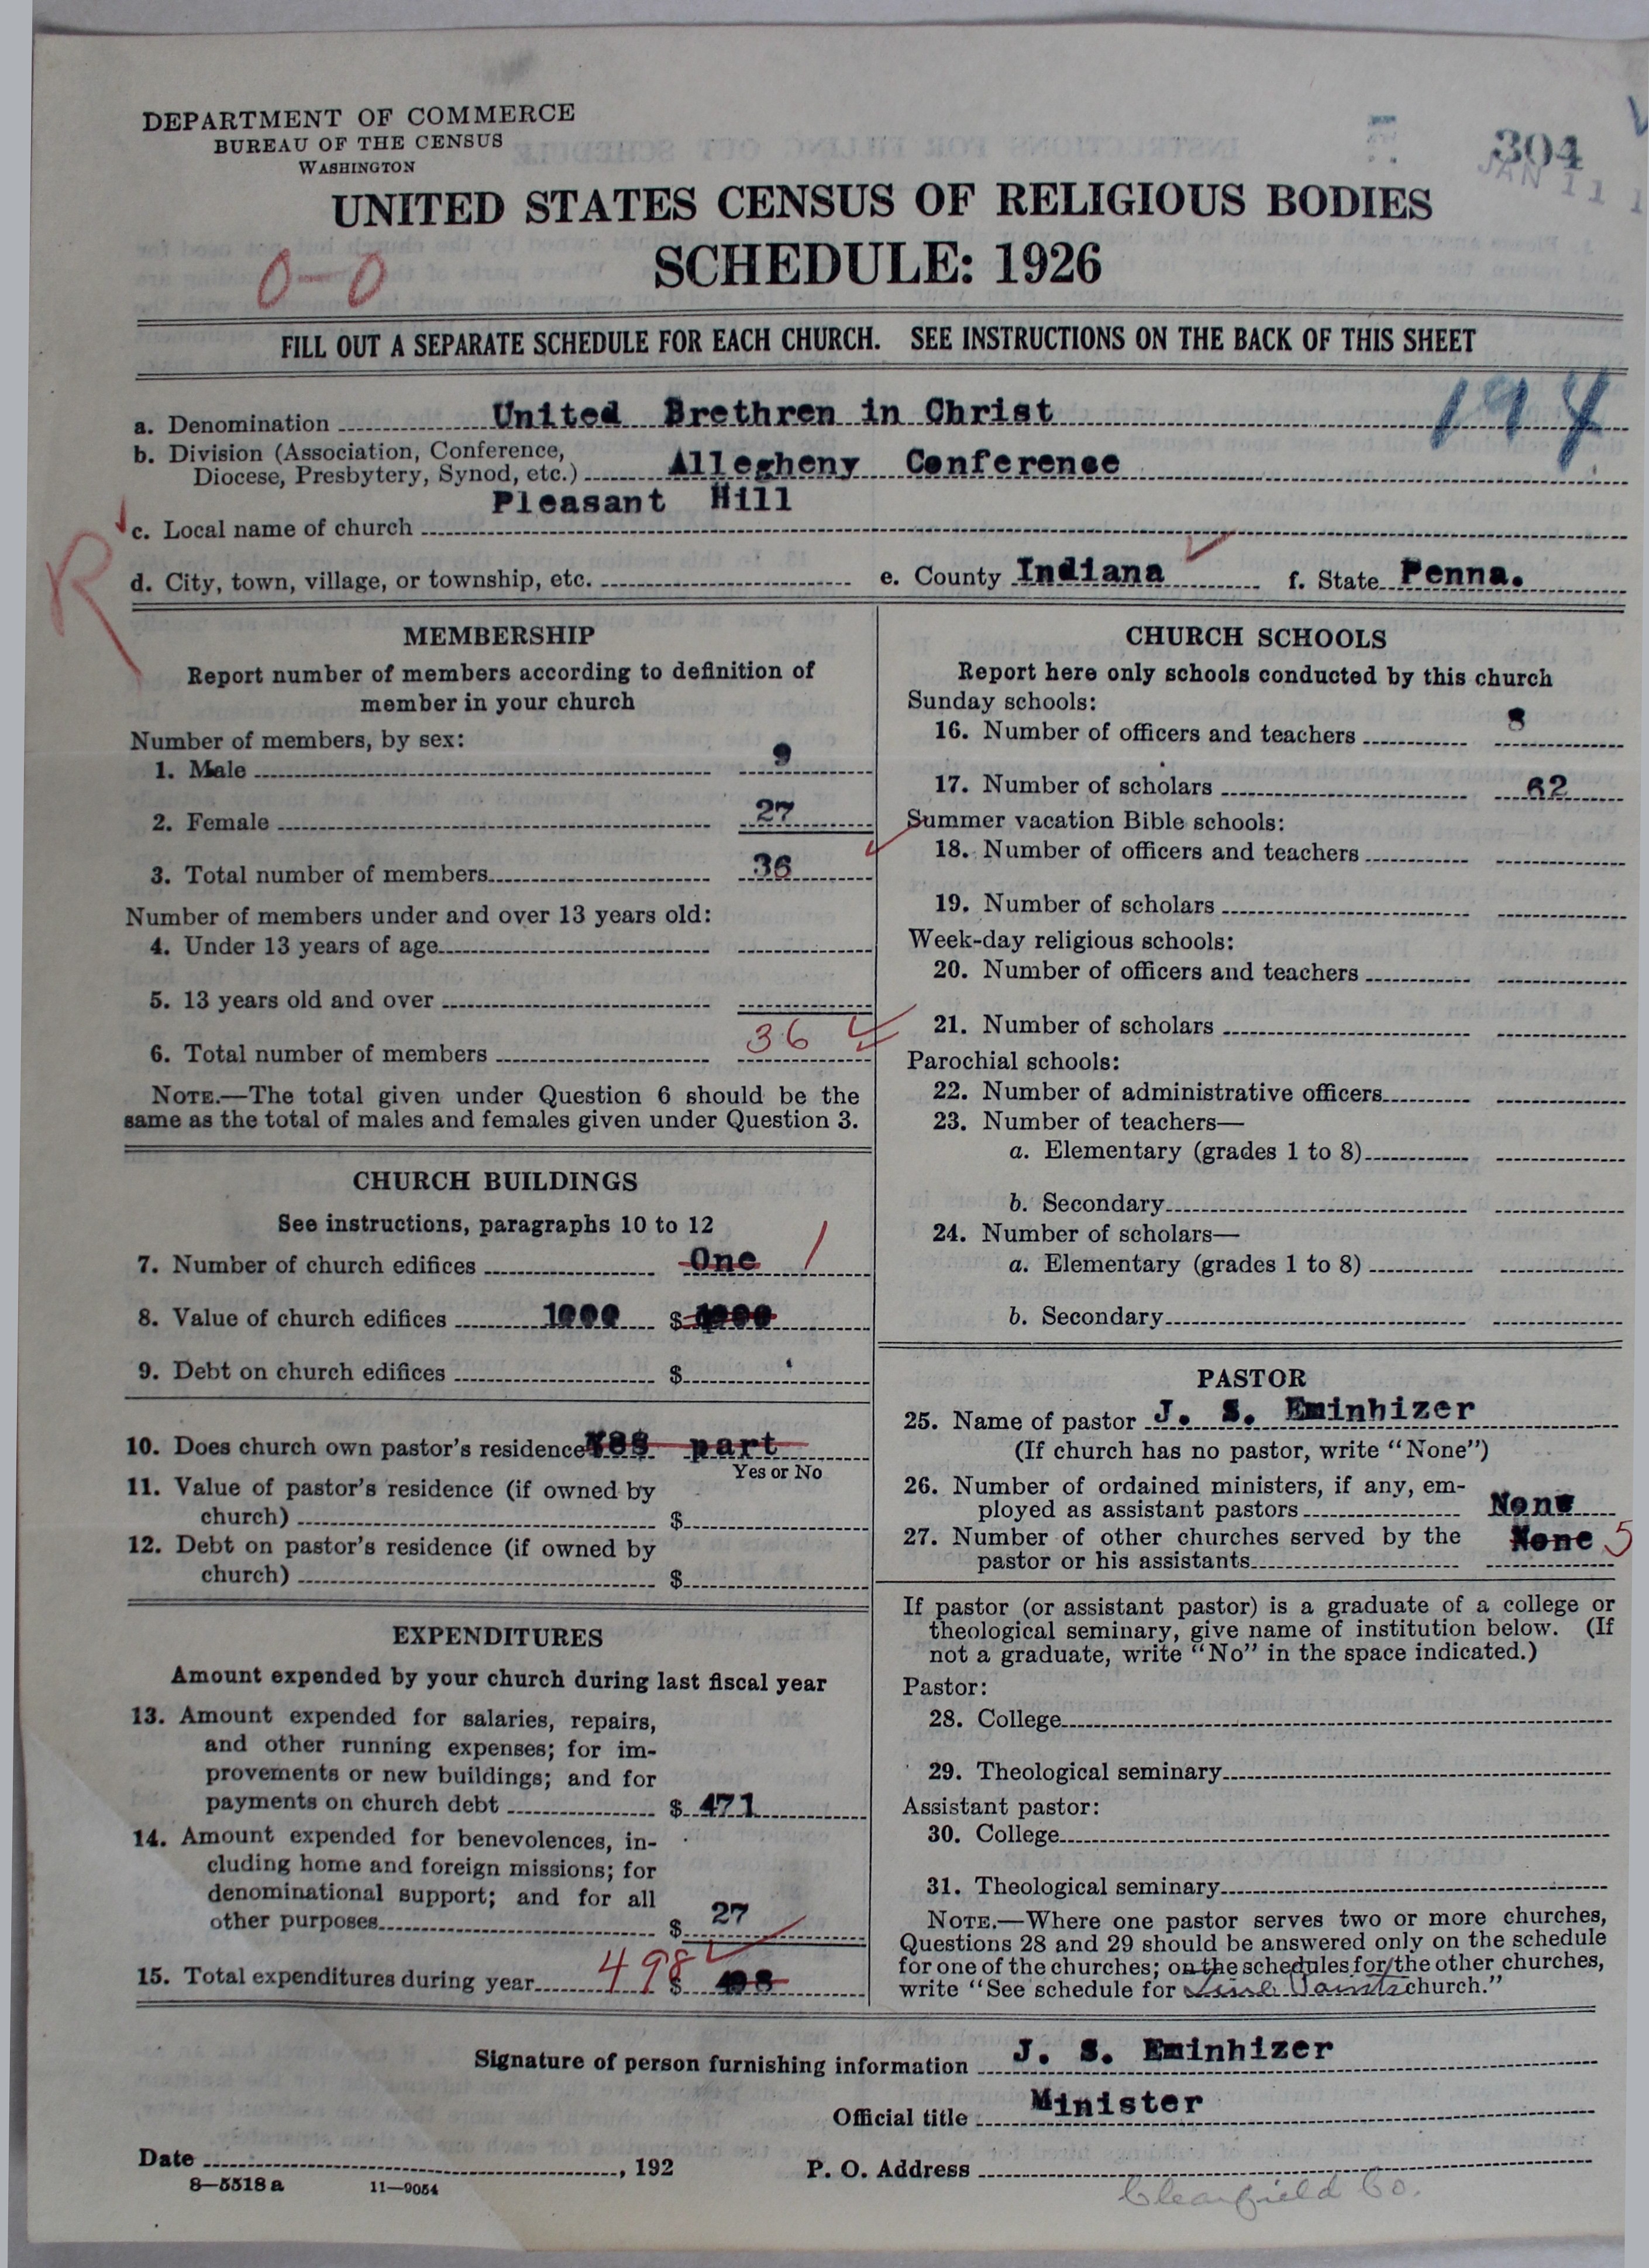 DEPARTMENT OF COMMERCE
BUREAU OF THE CENSUS
WASHINGTON
304
JAN 11 1
UNITED STATES CENSUS OF RELIGIOUS BODIES
SCHEDULE: 1926
0-0
FILL OUT A SEPARATE SCHEDULE FOR EACH CHURCH. SEE INSTRUCTIONS ON THE BACK OF THIS SHEET
194
a. Denomination United Brethren in Christ
b. Division (Association, Conference,
Diocese, Presbytery, Synod, etc.) Allegheny Conference
Pleasant Hill
c. Local name of church
R
d. City, town, village, or township, etc. e. County Indiana f. State Penna.
MEMBERSHIP
Report number of members according to definition of
member in your church
Number of members, by sex:
1. Male 9
2. Female 27
3. Total number of members 36
Number of members under and over 13 years old:
4. Under 13 years of age
5. 13 years old and over
6. Total number of members 36
NOTE.—The total given under Question 6 should be the
same as the total of males and females given under Question 3.
CHURCH BUILDINGS
See instructions, paragraphs 10 to 12
7. Number of church edifices One 1
8. Value of church edifices 1000 $ 1000
9. Debt on church edifices $
10. Does church own pastor's residence Yes part
Yes or No
11. Value of pastor's residence (if owned by
church) $
12. Debt on pastor's residence (if owned by
church) $
EXPENDITURES
Amount expended by your church during last fiscal year
13. Amount expended for salaries, repairs,
and other running expenses; for im-
provements or new buildings; and for
payments on church debt $ 471
14. Amount expended for benevolences, in-
cluding home and foreign missions; for
denominational support; and for all
other purposes $ 27
15. Total expenditures during year 498 $ 498
CHURCH SCHOOLS
Report here only schools conducted by this church
Sunday schools:
16. Number of officers and teachers 8
17. Number of scholars 62
Summer vacation Bible schools:
18. Number of officers and teachers
19. Number of scholars
Week-day religious schools:
20. Number of officers and teachers
21. Number of scholars
Parochial schools:
22. Number of administrative officers
23. Number of teachers—
a. Elementary (grades 1 to 8)
b. Secondary
24. Number of scholars—
a. Elementary (grades 1 to 8)
b. Secondary
PASTOR
25. Name of pastor J. S. Eminhizer
(If church has no pastor, write "None")
26. Number of ordained ministers, if any, em-
ployed as assistant pastors None
27. Number of other churches served by the
pastor or his assistants None 5
If pastor (or assistant pastor) is a graduate of a college or
theological seminary, give name of institution below. (If
not a graduate, write "No" in the space indicated.)
Pastor:
28. College
29. Theological seminary
Assistant pastor:
30. College
31. Theological seminary
NOTE.—Where one pastor serves two or more churches,
Questions 28 and 29 should be answered only on the schedule
for one of the churches; on the schedules for the other churches,
write "See schedule for church."
Signature of person furnishing information J. S. Eminhizer
Official title Minister
Date , 192 P. O. Address
Clearfield Co.
8—5518 a 11—9054